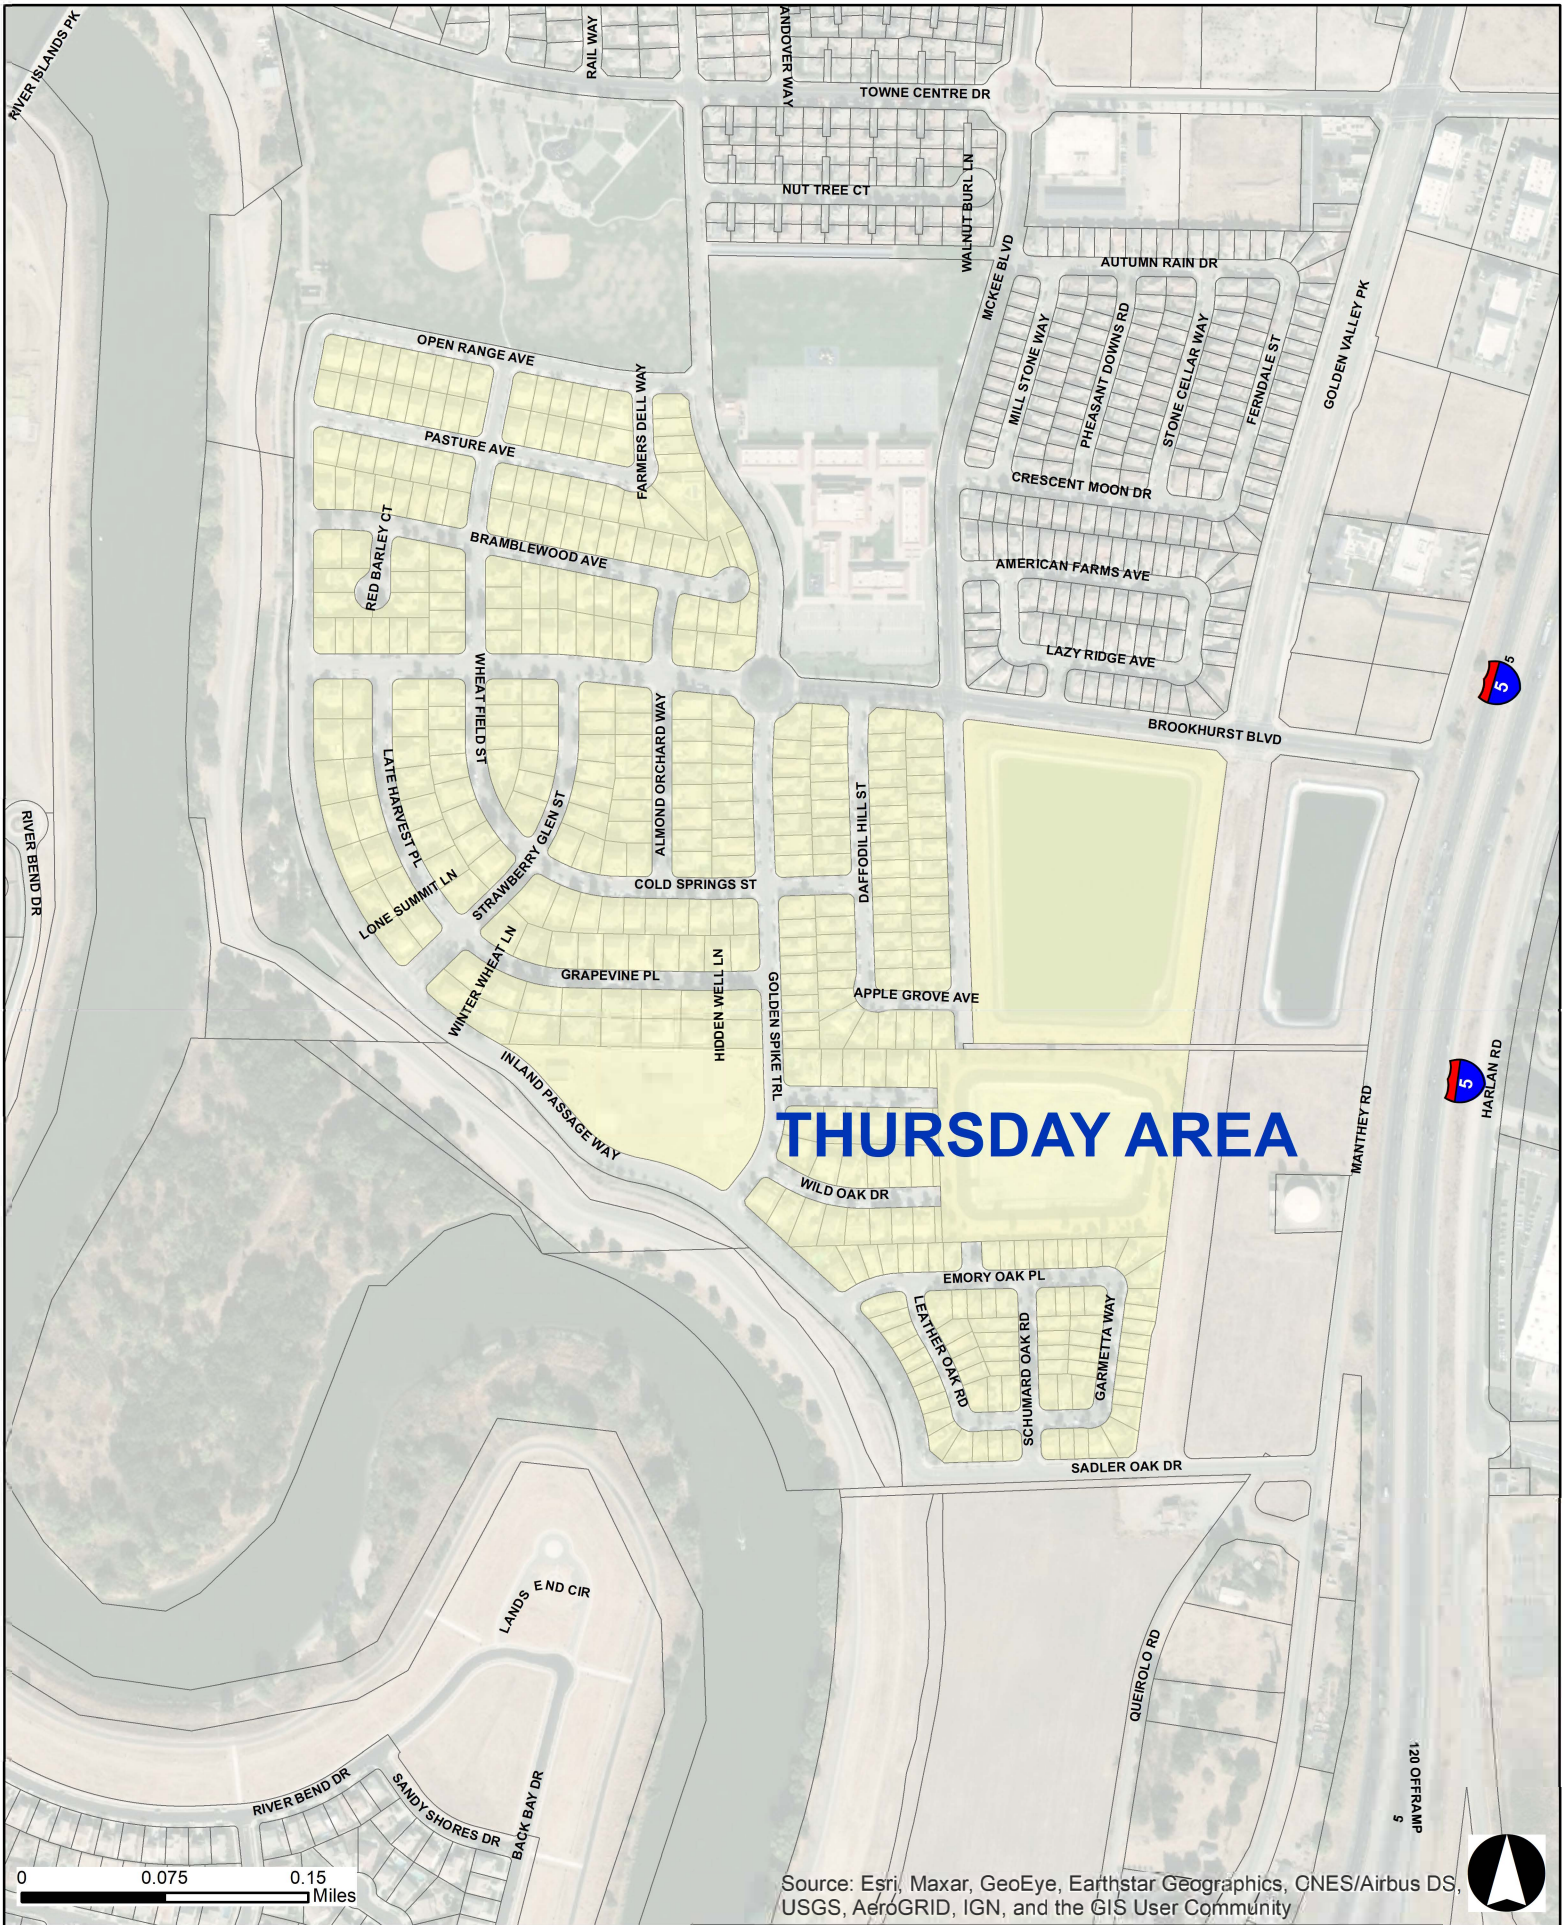 RIVER ISLANDS PK
RAIL WAY
ANDOVER WAY
TOWNE CENTRE DR
NUT TREE CT
WALNUT BURL LN
MCKEE BLVD
AUTUMN RAIN DR
GOLDEN VALLEY PK
MILL STONE WAY
PHEASANT DOWNS RD
STONE CELLAR WAY
FERNDALE ST
OPEN RANGE AVE
FARMERS DELL WAY
PASTURE AVE
CRESCENT MOON DR
RED BARLEY CT
BRAMBLEWOOD AVE
AMERICAN FARMS AVE
LAZY RIDGE AVE
5
5
WHEAT FIELD ST
ALMOND ORCHARD WAY
BROOKHURST BLVD
LATE HARVEST PL
STRAWBERRY GLEN ST
DAFFODIL HILL ST
RIVER BEND DR
LONE SUMMIT LN
COLD SPRINGS ST
WINTER WHEAT LN
GRAPEVINE PL
HIDDEN WELL LN
GOLDEN SPIKE TRL
APPLE GROVE AVE
INLAND PASSAGE WAY
5
HARLAN RD
MANTHEY RD
THURSDAY AREA
WILD OAK DR
EMORY OAK PL
LEATHER OAK RD
SCHUMARD OAK RD
GARMETTA WAY
SADLER OAK DR
LANDS END CIR
QUEIROLO RD
RIVER BEND DR
SANDY SHORES DR
BACK BAY DR
120 OFFRAMP
5
0 0.075 0.15
Miles
Source: Esri, Maxar, GeoEye, Earthstar Geographics, CNES/Airbus DS,
USGS, AeroGRID, IGN, and the GIS User Community